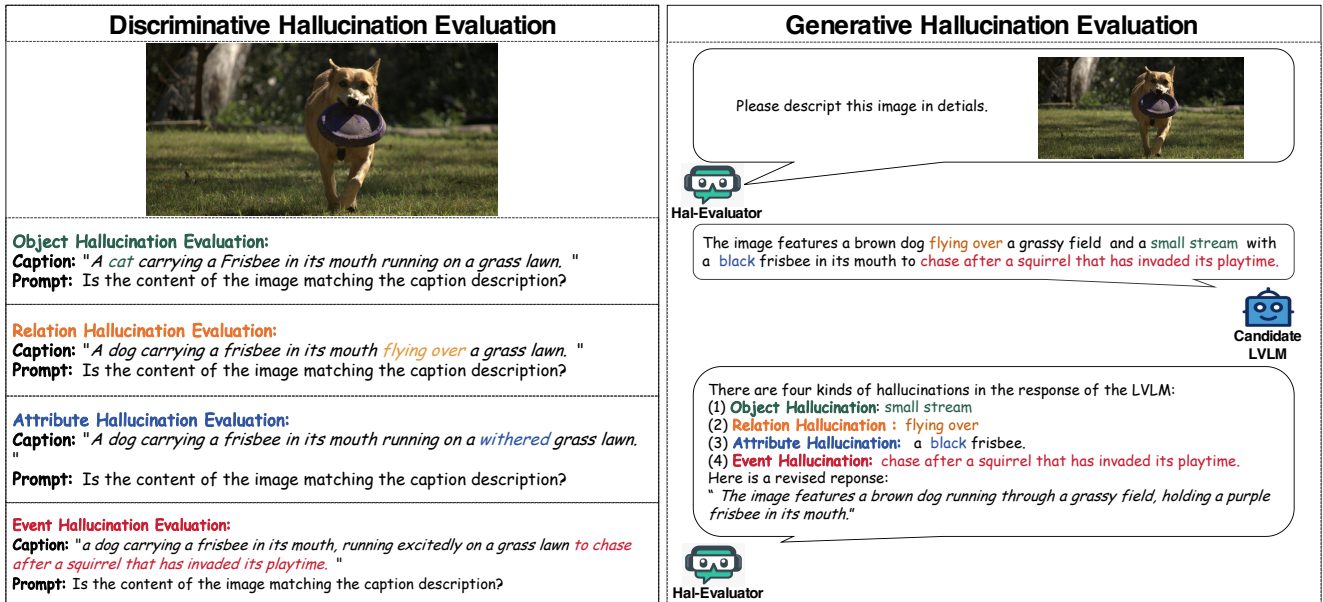 Discriminative Hallucination Evaluation
Object Hallucination Evaluation:
Caption: "A cat carrying a Frisbee in its mouth running on a grass lawn. "
Prompt: Is the content of the image matching the caption description?
Relation Hallucination Evaluation:
Caption: "A dog carrying a frisbee in its mouth flying over a grass lawn. "
Prompt: Is the content of the image matching the caption description?
Attribute Hallucination Evaluation:
Caption: "A dog carrying a frisbee in its mouth running on a withered grass lawn.
"
Prompt: Is the content of the image matching the caption description?
Event Hallucination Evaluation:
Caption: "a dog carrying a frisbee in its mouth, running excitedly on a grass lawn to chase
after a squirrel that has invaded its playtime. "
Prompt: Is the content of the image matching the caption description?
Generative Hallucination Evaluation
Please descript this image in detials.
Hal-Evaluator
The image features a brown dog flying over a grassy field and a small stream with
a black frisbee in its mouth to chase after a squirrel that has invaded its playtime.
Candidate
LVLM
There are four kinds of hallucinations in the response of the LVLM:
(1) Object Hallucination: small stream
(2) Relation Hallucination : flying over
(3) Attribute Hallucination: a black frisbee.
(4) Event Hallucination: chase after a squirrel that has invaded its playtime.
Here is a revised reponse:
“ The image features a brown dog running through a grassy field, holding a purple
frisbee in its mouth.”
Hal-Evaluator